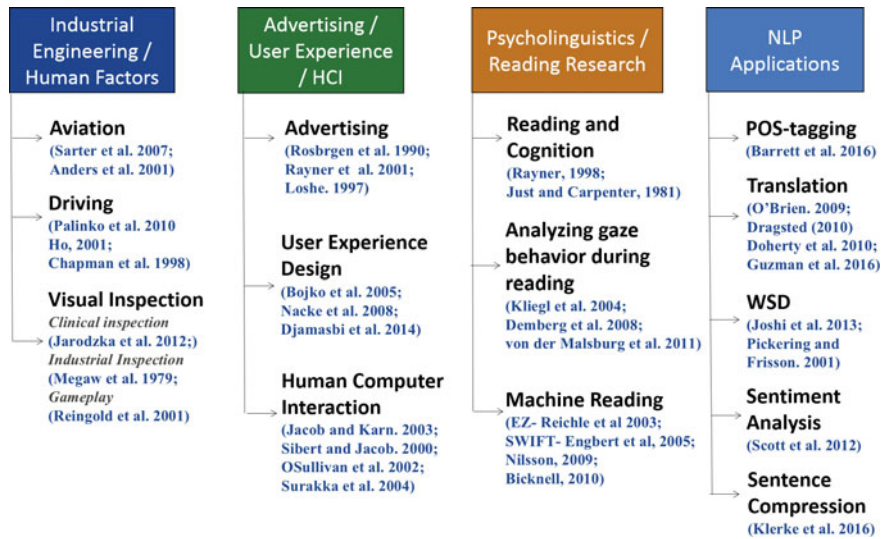 Industrial
Engineering /
Human Factors
Aviation
(Sarter et al. 2007;
Anders et al. 2001)
Driving
(Palinko et al. 2010
Ho, 2001;
Chapman et al. 1998)
Visual Inspection
Clinical inspection
(Jarodzka et al. 2012;)
Industrial Inspection
(Megaw et al. 1979;
Gameplay
(Reingold et al. 2001)
Advertising /
User Experience
/ HCI
Advertising
(Rosbrgen et al. 1990;
Rayner et al. 2001;
Loshe. 1997)
User Experience
Design
(Bojko et al. 2005;
Nacke et al. 2008;
Djamasbi et al. 2014)
Human Computer
Interaction
(Jacob and Karn. 2003;
Sibert and Jacob. 2000;
OSullivan et al. 2002;
Surakka et al. 2004)
Psycholinguistics /
Reading Research
Reading and
Cognition
(Rayner, 1998;
Just and Carpenter, 1981)
Analyzing gaze
behavior during
reading
(Kliegl et al. 2004;
Demberg et al. 2008;
von der Malsburg et al. 2011)
Machine Reading
(EZ- Reichle et al 2003;
SWIFT- Engbert et al, 2005;
Nilsson, 2009;
Bicknell, 2010)
NLP
Applications
POS-tagging
(Barrett et al. 2016)
Translation
(O’Brien. 2009;
Dragsted (2010)
Doherty et al. 2010;
Guzman et al. 2016)
WSD
(Joshi et al. 2013;
Pickering and
Frisson. 2001)
Sentiment
Analysis
(Scott et al. 2012)
Sentence
Compression
(Klerke et al. 2016)